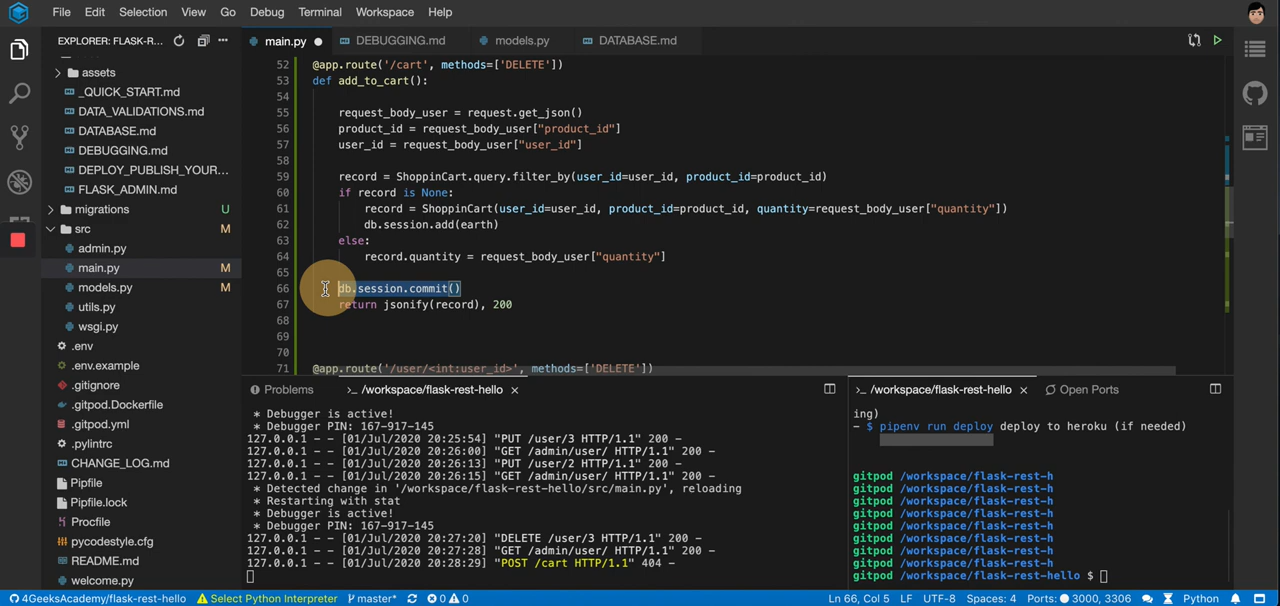 File Edit Selection View Go Debug Terminal Workspace Help
EXPLORER: FLASK-R...
main.py
DEBUGGING.md
models.py
DATABASE.md
assets
_QUICK_START.md
DATA_VALIDATIONS.md
DATABASE.md
DEBUGGING.md
DEPLOY_PUBLISH_YOUR...
FLASK_ADMIN.md
migrations U
src M
admin.py
main.py M
models.py M
utils.py
wsgi.py
.env
.env.example
.gitignore
.gitpod.Dockerfile
.gitpod.yml
.pylintrc
CHANGE_LOG.md
Pipfile
Pipfile.lock
Procfile
pycodestyle.cfg
README.md
welcome.py
52 @app.route('/cart', methods=['DELETE'])
53 def add_to_cart():
54
55 request_body_user = request.get_json()
56 product_id = request_body_user["product_id"]
57 user_id = request_body_user["user_id"]
58
59 record = ShoppinCart.query.filter_by(user_id=user_id, product_id=product_id)
60 if record is None:
61 record = ShoppinCart(user_id=user_id, product_id=product_id, quantity=request_body_user["quantity"])
62 db.session.add(earth)
63 else:
64 record.quantity = request_body_user["quantity"]
65
66 db.session.commit()
67 return jsonify(record), 200
68
69
70
71 @app.route('/user/<int:user_id>', methods=['DELETE'])
Problems
>_ /workspace/flask-rest-hello ×
* Debugger is active!
* Debugger PIN: 167-917-145
127.0.0.1 - - [01/Jul/2020 20:25:54] "PUT /user/3 HTTP/1.1" 200 -
127.0.0.1 - - [01/Jul/2020 20:26:00] "GET /admin/user/ HTTP/1.1" 200 -
127.0.0.1 - - [01/Jul/2020 20:26:13] "PUT /user/2 HTTP/1.1" 200 -
127.0.0.1 - - [01/Jul/2020 20:26:15] "GET /admin/user/ HTTP/1.1" 200 -
* Detected change in '/workspace/flask-rest-hello/src/main.py', reloading
* Restarting with stat
* Debugger is active!
* Debugger PIN: 167-917-145
127.0.0.1 - - [01/Jul/2020 20:27:20] "DELETE /user/3 HTTP/1.1" 200 -
127.0.0.1 - - [01/Jul/2020 20:27:28] "GET /admin/user/ HTTP/1.1" 200 -
127.0.0.1 - - [01/Jul/2020 20:28:29] "POST /cart HTTP/1.1" 404 -
>_ /workspace/flask-rest-hello ×
Open Ports
ing)
- $ pipenv run deploy deploy to heroku (if needed)
gitpod /workspace/flask-rest-h
gitpod /workspace/flask-rest-h
gitpod /workspace/flask-rest-h
gitpod /workspace/flask-rest-h
gitpod /workspace/flask-rest-h
gitpod /workspace/flask-rest-h
gitpod /workspace/flask-rest-h
gitpod /workspace/flask-rest-h
gitpod /workspace/flask-rest-hello $
4GeeksAcademy/flask-rest-hello Select Python Interpreter master* 0 0 Ln 66, Col 5 LF UTF-8 Spaces: 4 Python Ports: 3000, 3306 Python